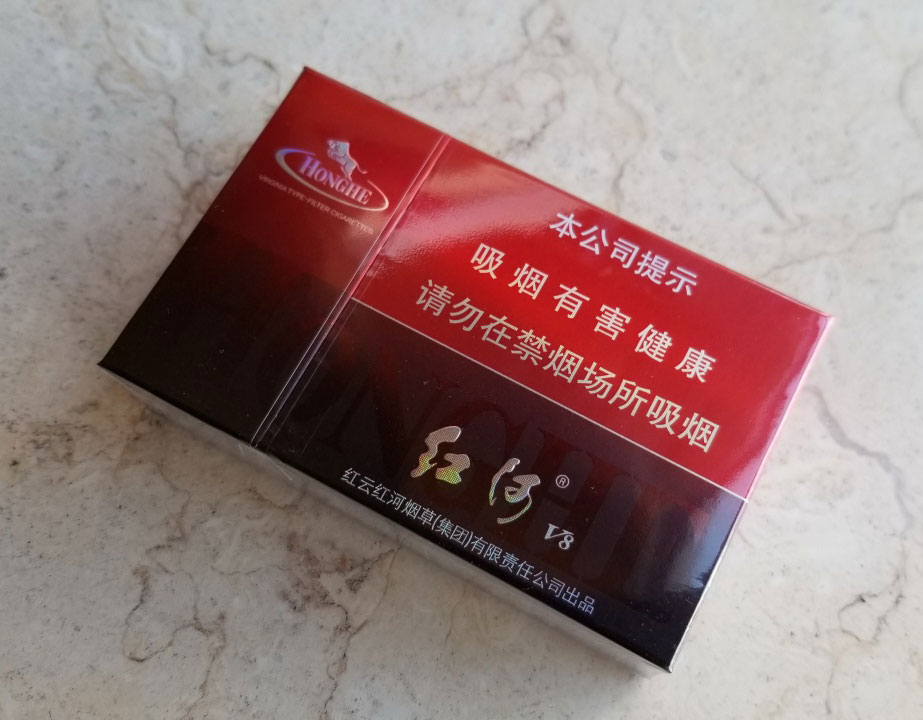 HONGHE
VIRGINIA TYPE·FILTER CIGARETTES
本公司提示
吸烟有害健康
请勿在禁烟场所吸烟
红河® V8
红云红河烟草(集团)有限责任公司出品